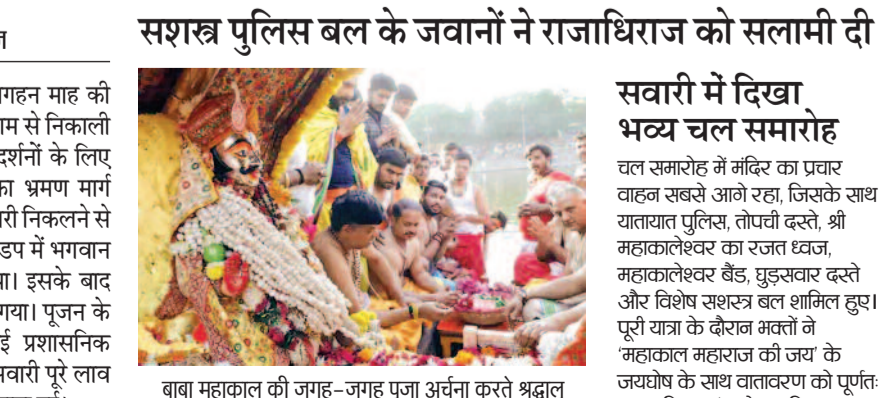 सशस्त्र पुलिस बल के जवानों ने राजाधिराज को सलामी दी
गहन माह की
से निकाली
दर्शनों के लिए
भ्रमण मार्ग
निकलने से
में भगवान
इसके बाद
गया। पूजन के
प्रशासनिक
पूरे लाव
बाबा महाकाल की जगह-जगह पूजा अर्चना करते श्रद्धालु
सवारी में दिखा
भव्य चल समारोह
चल समारोह में मंदिर का प्रचार
वाहन सबसे आगे रहा, जिसके साथ
यातायात पुलिस, तोपची दस्ते, श्री
महाकालेश्वर का रजत ध्वज,
महाकालेश्वर बैंड, घुड़सवार दस्ते
और विशेष सशस्त्र बल शामिल हुए।
पूरी यात्रा के दौरान भक्तों ने
‘महाकाल महाराज की जय’ के
जयघोष के साथ वातावरण को पूर्णतः